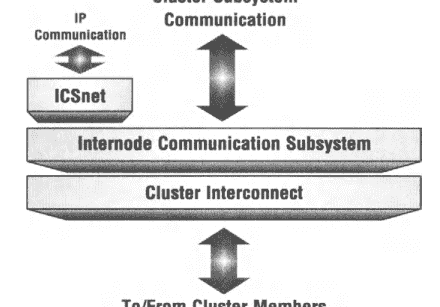 Cluster Subsystem
Communication
IP
Communication
ICSnet
Internode Communication Subsystem
Cluster Interconnect
To/From Cluster Members